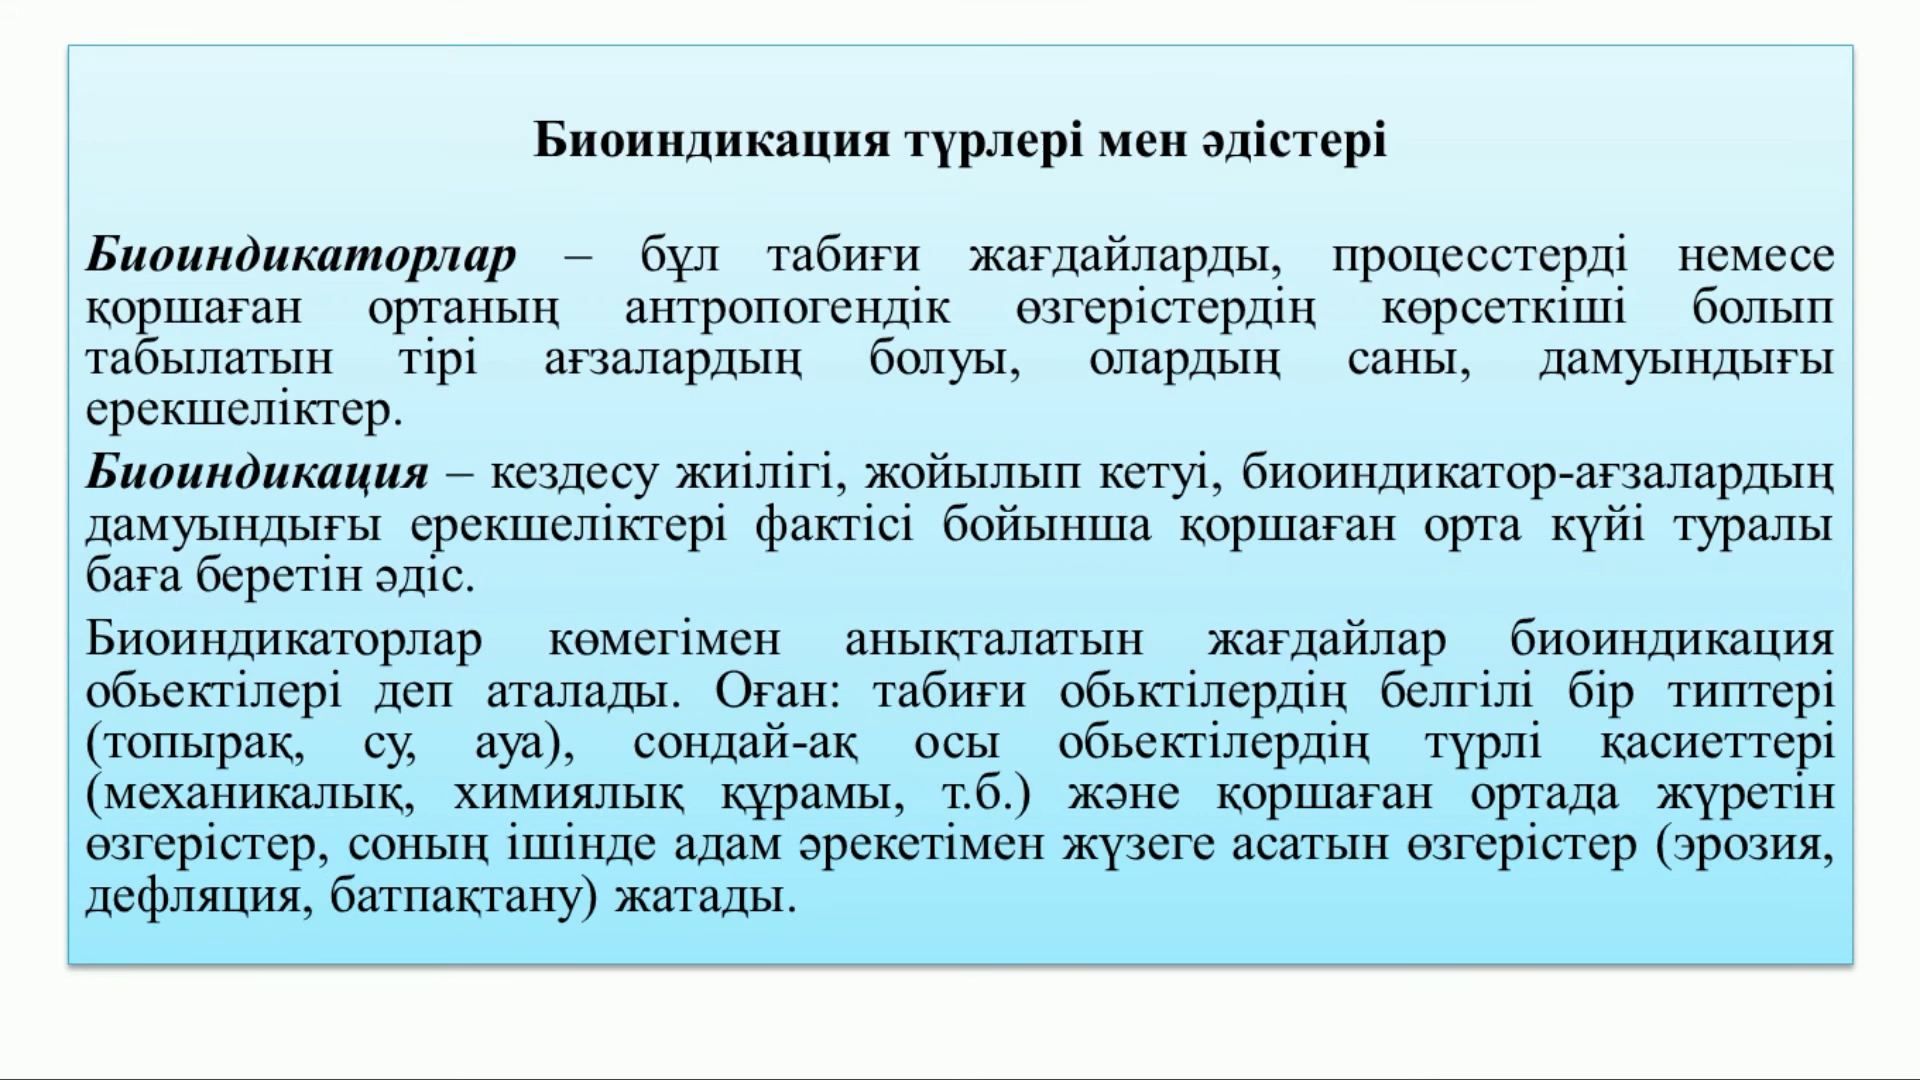 Биоиндикация түрлері мен әдістері
Биоиндикаторлар – бұл табиғи жағдайларды, процесстерді немесе
қоршаған ортаның антропогендік өзгерістердің көрсеткіші болып
табылатын тірі ағзалардың болуы, олардың саны, дамуындығы
ерекшеліктер.
Биоиндикация – кездесу жиілігі, жойылып кетуі, биоиндикатор-ағзалардың
дамуындығы ерекшеліктері фактісі бойынша қоршаған орта күйі туралы
баға беретін әдіс.
Биоиндикаторлар көмегімен анықталатын жағдайлар биоиндикация
обьектілері деп аталады. Оған: табиғи обьктілердің белгілі бір типтері
(топырақ, су, ауа), сондай-ақ осы обьектілердің түрлі қасиеттері
(механикалық, химиялық құрамы, т.б.) және қоршаған ортада жүретін
өзгерістер, соның ішінде адам әрекетімен жүзеге асатын өзгерістер (эрозия,
дефляция, батпақтану) жатады.